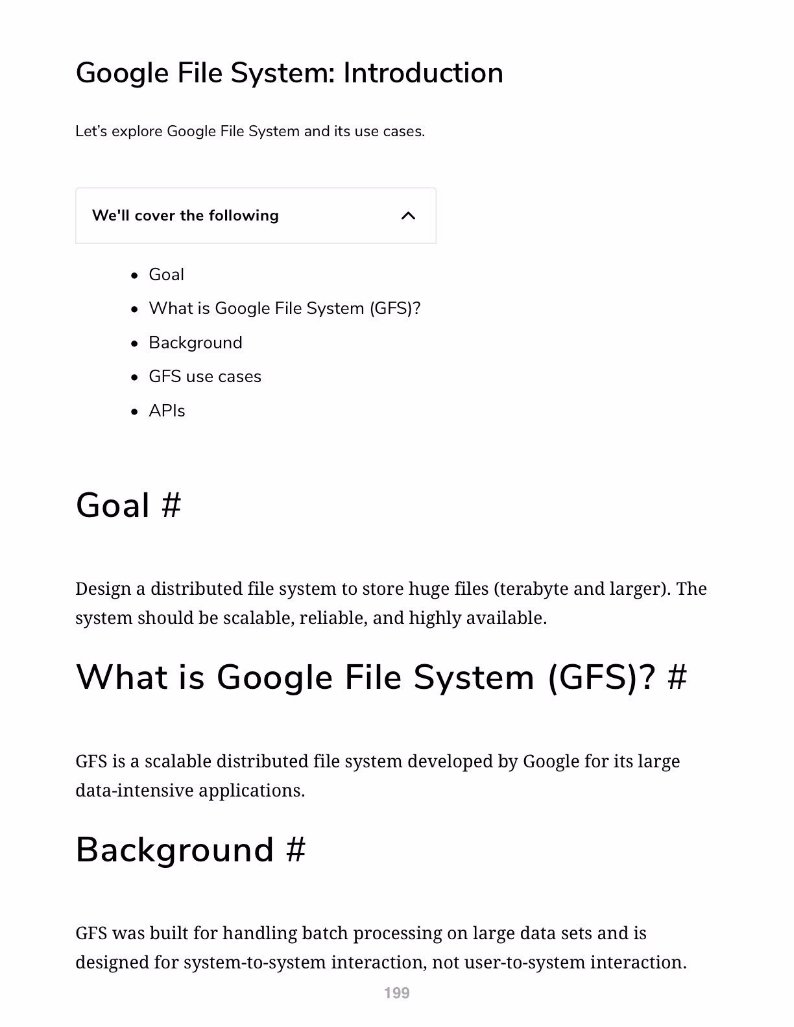 Google File System: Introduction
Let's explore Google File System and its use cases.
We'll cover the following
• Goal
• What is Google File System (GFS)?
• Background
• GFS use cases
• APIs
Goal #
Design a distributed file system to store huge files (terabyte and larger). The
system should be scalable, reliable, and highly available.
What is Google File System (GFS)? #
GFS is a scalable distributed file system developed by Google for its large
data-intensive applications.
Background #
GFS was built for handling batch processing on large data sets and is
designed for system-to-system interaction, not user-to-system interaction.
199